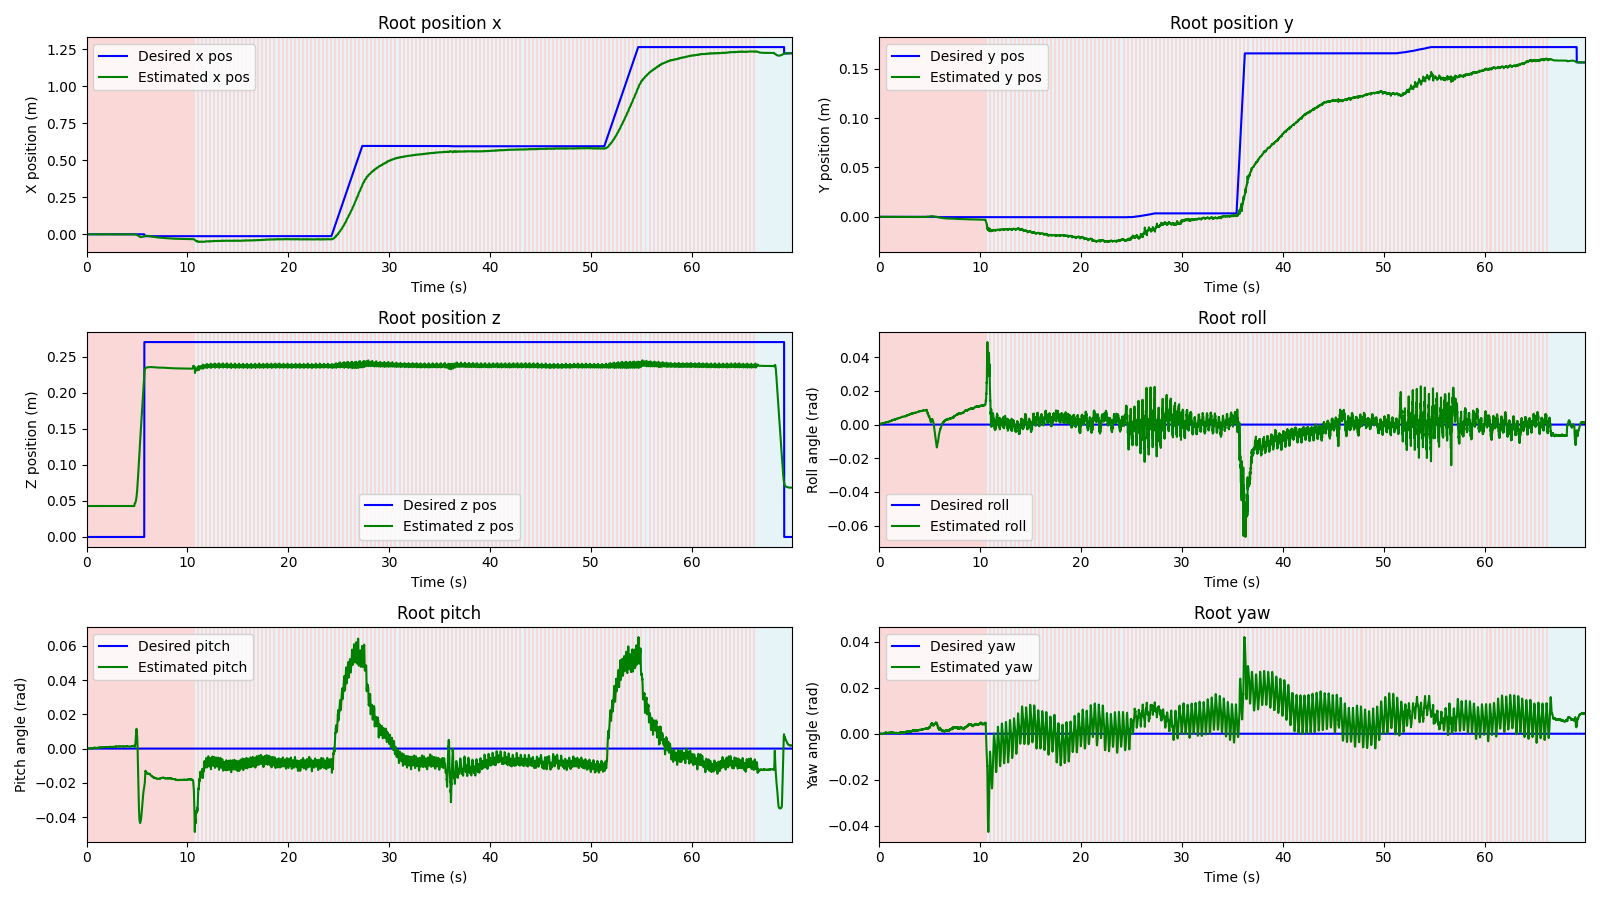 Root position x
X position (m)
1.25
1.00
0.75
0.50
0.25
0.00
Desired x pos
Estimated x pos
0 10 20 30 40 50 60
Time (s)
Root position y
Y position (m)
0.15
0.10
0.05
0.00
Desired y pos
Estimated y pos
0 10 20 30 40 50 60
Time (s)
Root position z
Z position (m)
0.25
0.20
0.15
0.10
0.05
0.00
Desired z pos
Estimated z pos
0 10 20 30 40 50 60
Time (s)
Root roll
Roll angle (rad)
0.04
0.02
0.00
−0.02
−0.04
−0.06
Desired roll
Estimated roll
0 10 20 30 40 50 60
Time (s)
Root pitch
Pitch angle (rad)
0.06
0.04
0.02
0.00
−0.02
−0.04
Desired pitch
Estimated pitch
0 10 20 30 40 50 60
Time (s)
Root yaw
Yaw angle (rad)
0.04
0.02
0.00
−0.02
−0.04
Desired yaw
Estimated yaw
0 10 20 30 40 50 60
Time (s)